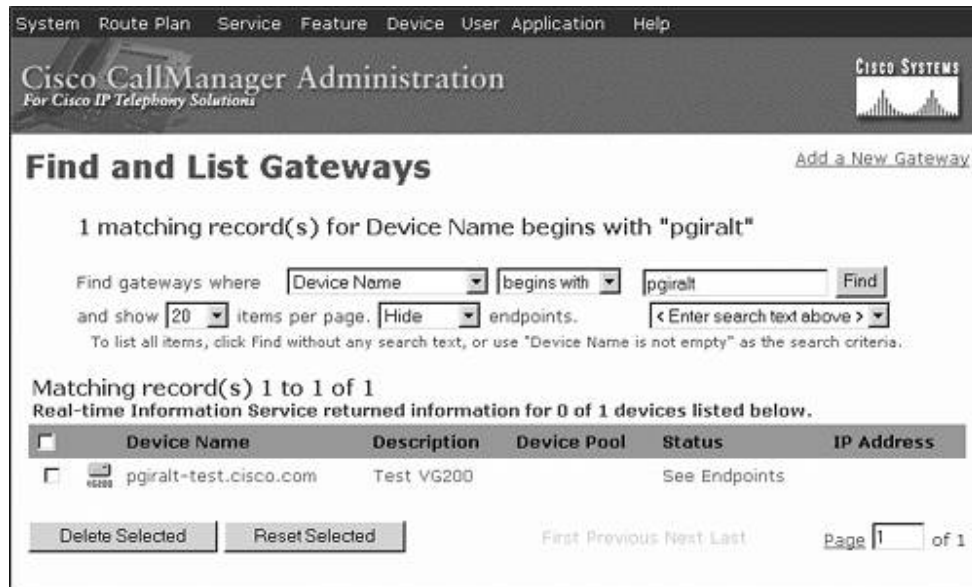 System Route Plan Service Feature Device User Application Help
Cisco CallManager Administration
For Cisco IP Telephony Solutions
CISCO SYSTEMS
Find and List Gateways
Add a New Gateway
1 matching record(s) for Device Name begins with "pgiralt"
Find gateways where Device Name begins with pgiralt Find
and show 20 items per page. Hide endpoints. < Enter search text above >
To list all items, click Find without any search text, or use "Device Name is not empty" as the search criteria.
Matching record(s) 1 to 1 of 1
Real-time Information Service returned information for 0 of 1 devices listed below.
Device Name Description Device Pool Status IP Address
VG200 pgiralt-test.cisco.com Test VG200 See Endpoints
Delete Selected Reset Selected First Previous Next Last Page 1 of 1